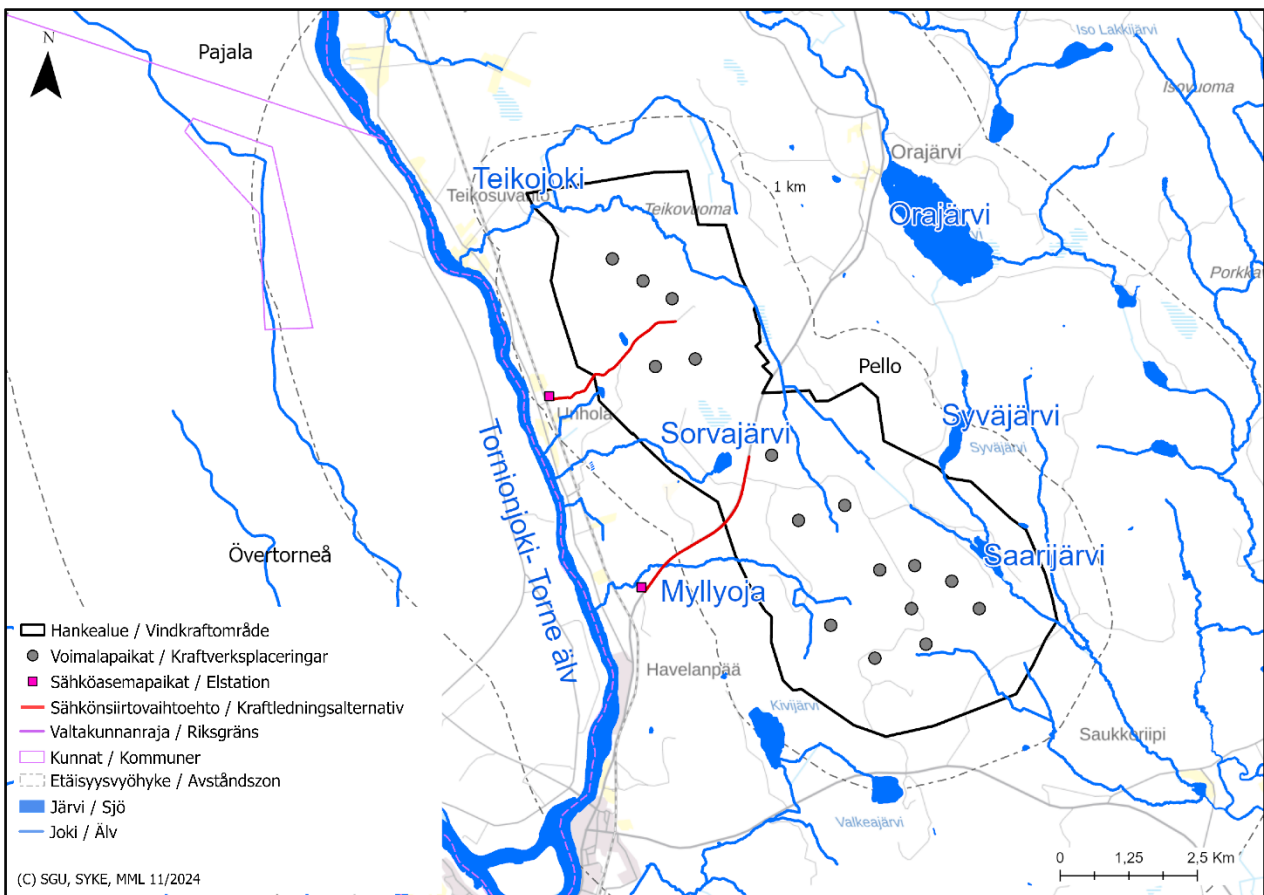 N
Pajala
Iso Lakkijärvi
Isovuoma
Orajärvi
Teikojoki
1 km
Teikosuvanto
Teikovuoma
Orajärvi
Porkka
Pello
Unhola
Sorvajärvi
Syväjärvi
Syväjärvi
Tornionjoki- Torne älv
Övertorneå
Saarijärvi
Myllyoja
Havelanpää
Kivijärvi
Saukkoriipi
Valkeajärvi
Hankealue / Vindkraftområde
Voimalapaikat / Kraftverksplaceringar
Sähköasemapaikat / Elstation
Sähkönsiirtovaihtoehto / Kraftledningsalternativ
Valtakunnanraja / Riksgräns
Kunnat / Kommuner
Etäisyysvyöhyke / Avståndszon
Järvi / Sjö
Joki / Älv
0 1,25 2,5 Km
(C) SGU, SYKE, MML 11/2024